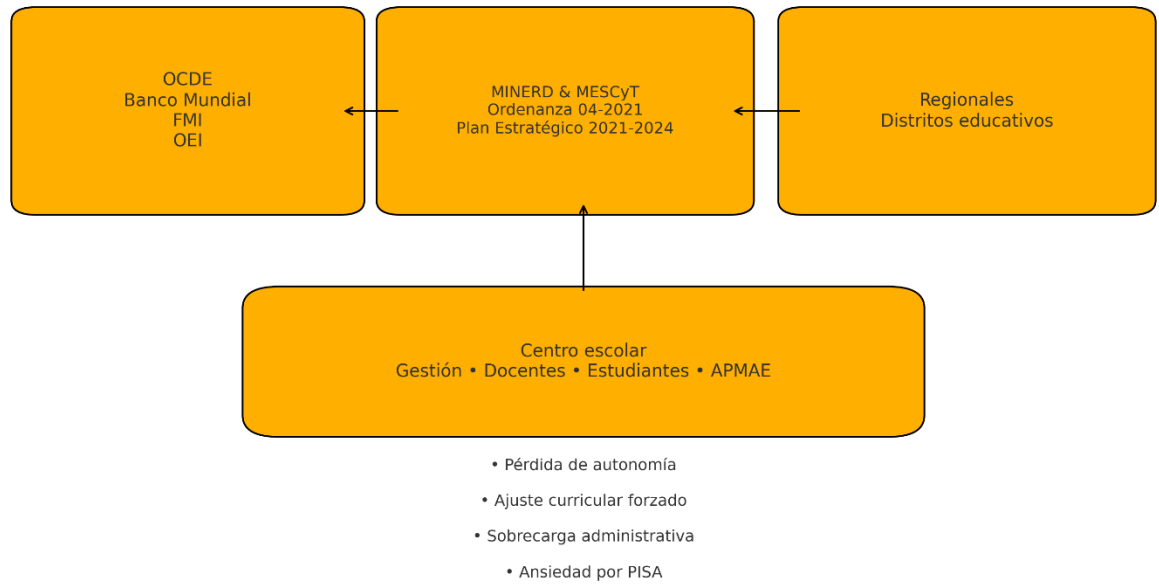 OCDE
Banco Mundial
FMI
OEI
MINERD & MESCyT
Ordenanza 04-2021
Plan Estratégico 2021-2024
Regionales
Distritos educativos
Centro escolar
Gestión • Docentes • Estudiantes • APMAE
• Pérdida de autonomía
• Ajuste curricular forzado
• Sobrecarga administrativa
• Ansiedad por PISA